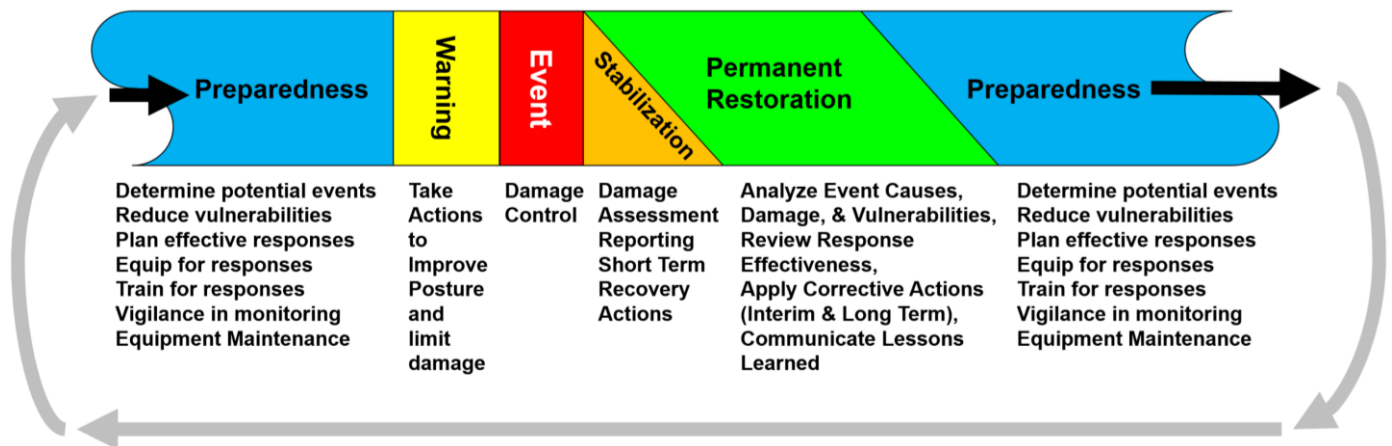 Preparedness
Warning
Event
Stabilization
Permanent
Restoration
Preparedness
Determine potential events
Reduce vulnerabilities
Plan effective responses
Equip for responses
Train for responses
Vigilance in monitoring
Equipment Maintenance
Take
Actions
to
Improve
Posture
and
limit
damage
Damage
Control
Damage
Assessment
Reporting
Short Term
Recovery
Actions
Analyze Event Causes,
Damage, & Vulnerabilities,
Review Response
Effectiveness,
Apply Corrective Actions
(Interim & Long Term),
Communicate Lessons
Learned
Determine potential events
Reduce vulnerabilities
Plan effective responses
Equip for responses
Train for responses
Vigilance in monitoring
Equipment Maintenance